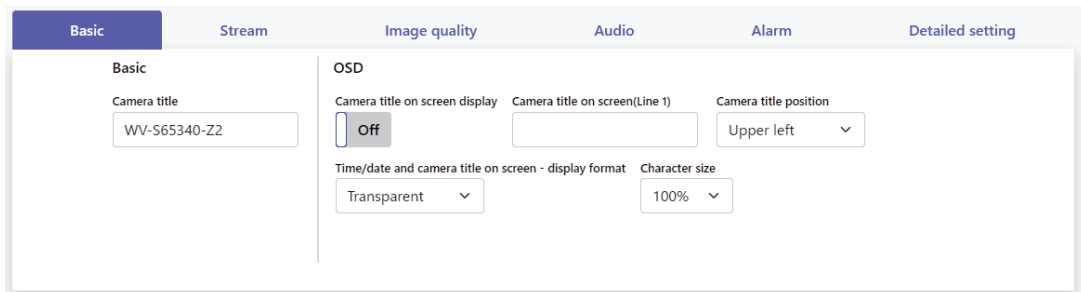 Basic Stream Image quality Audio Alarm Detailed setting
Basic
Camera title
WV-S65340-Z2
OSD
Camera title on screen display Camera title on screen(Line 1) Camera title position
Off Upper left
Time/date and camera title on screen - display format Character size
Transparent 100%